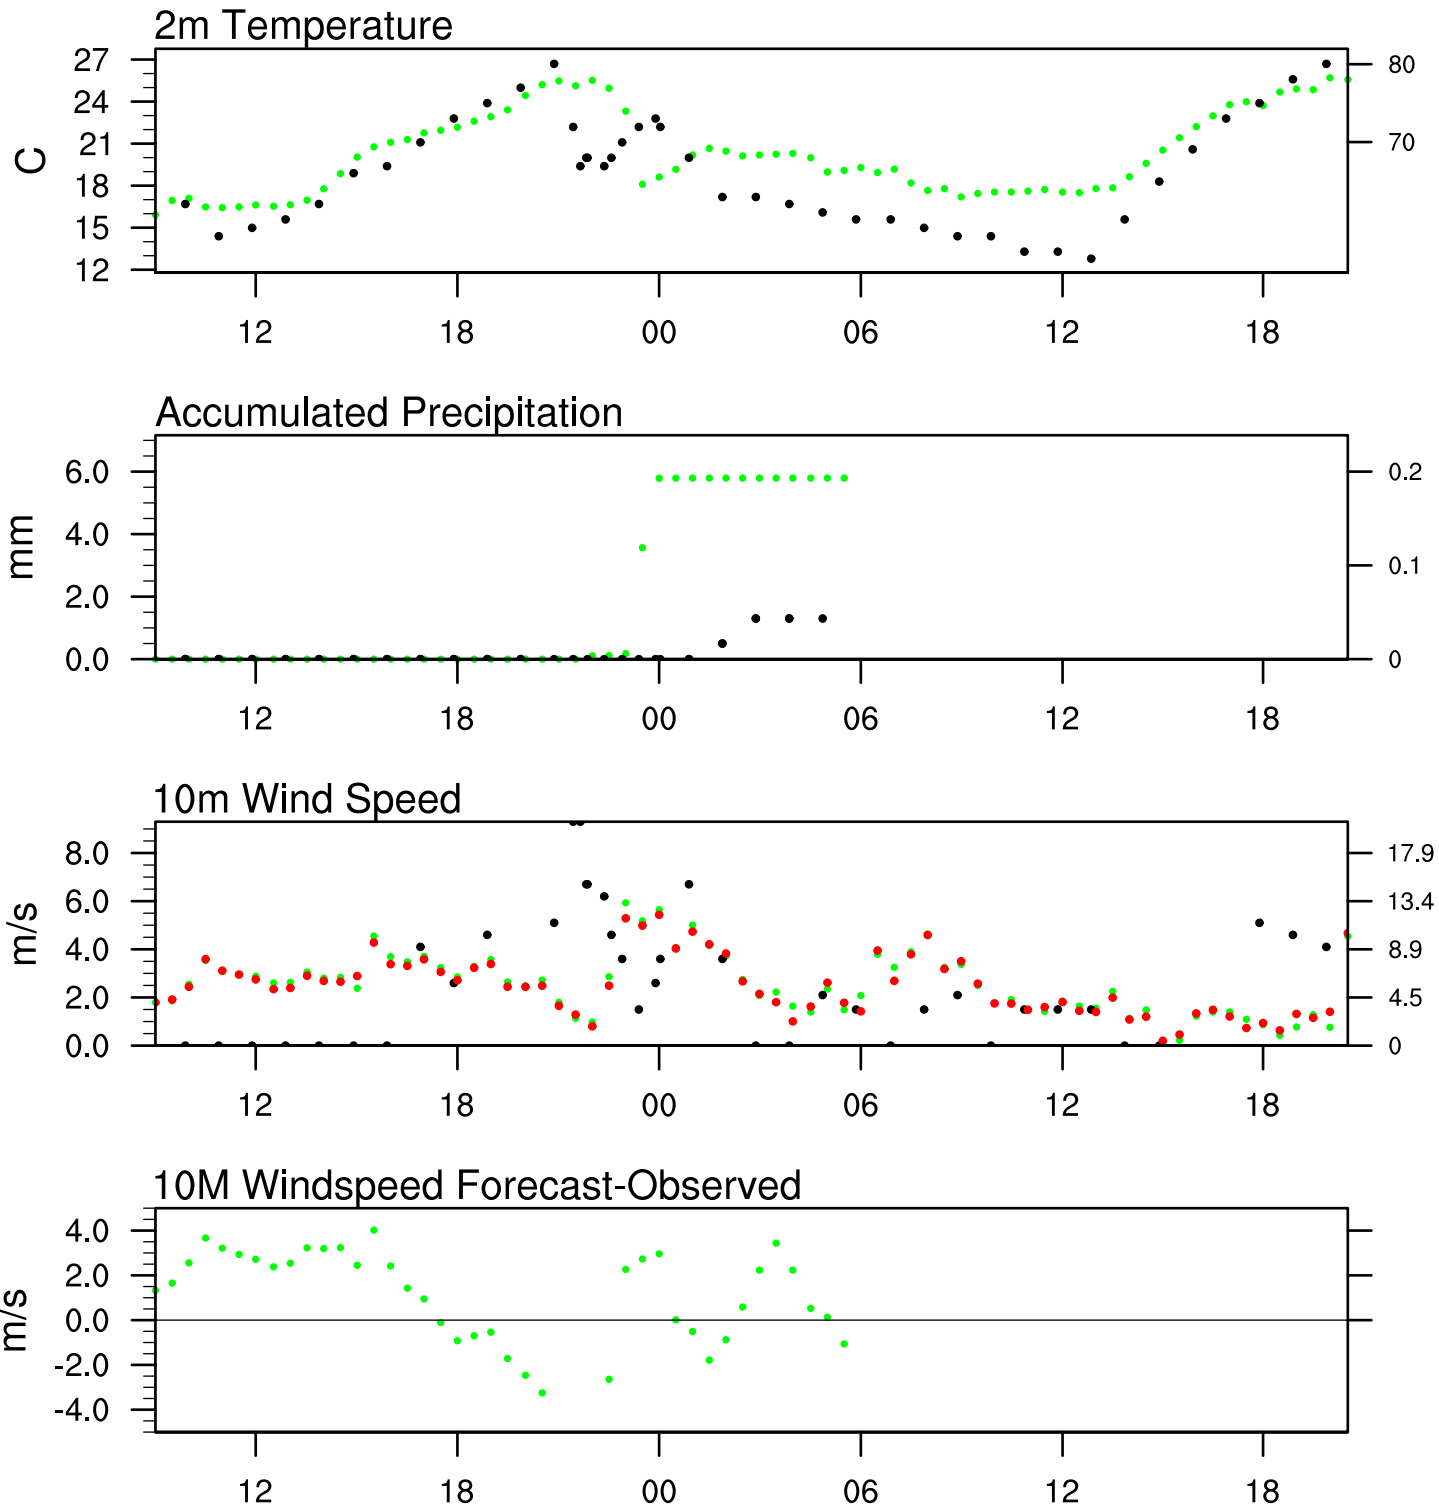 2m Temperature
27
24
21
18
15
12
C
80
70
12 18 00 06 12 18
Accumulated Precipitation
6.0
4.0
2.0
0.0
mm
0.2
0.1
0
12 18 00 06 12 18
10m Wind Speed
8.0
6.0
4.0
2.0
0.0
m/s
17.9
13.4
8.9
4.5
0
12 18 00 06 12 18
10M Windspeed Forecast-Observed
4.0
2.0
0.0
-2.0
-4.0
m/s
12 18 00 06 12 18